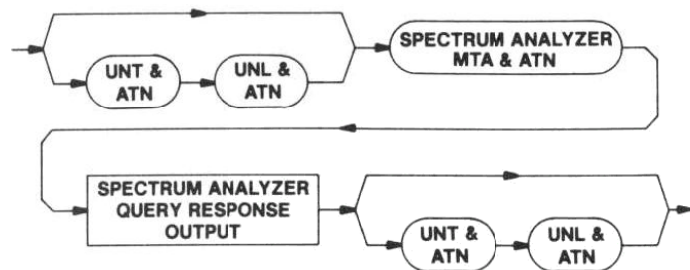 SPECTRUM ANALYZER
MTA & ATN
UNT &
ATN
UNL &
ATN
SPECTRUM ANALYZER
QUERY RESPONSE
OUTPUT
UNT &
ATN
UNL &
ATN